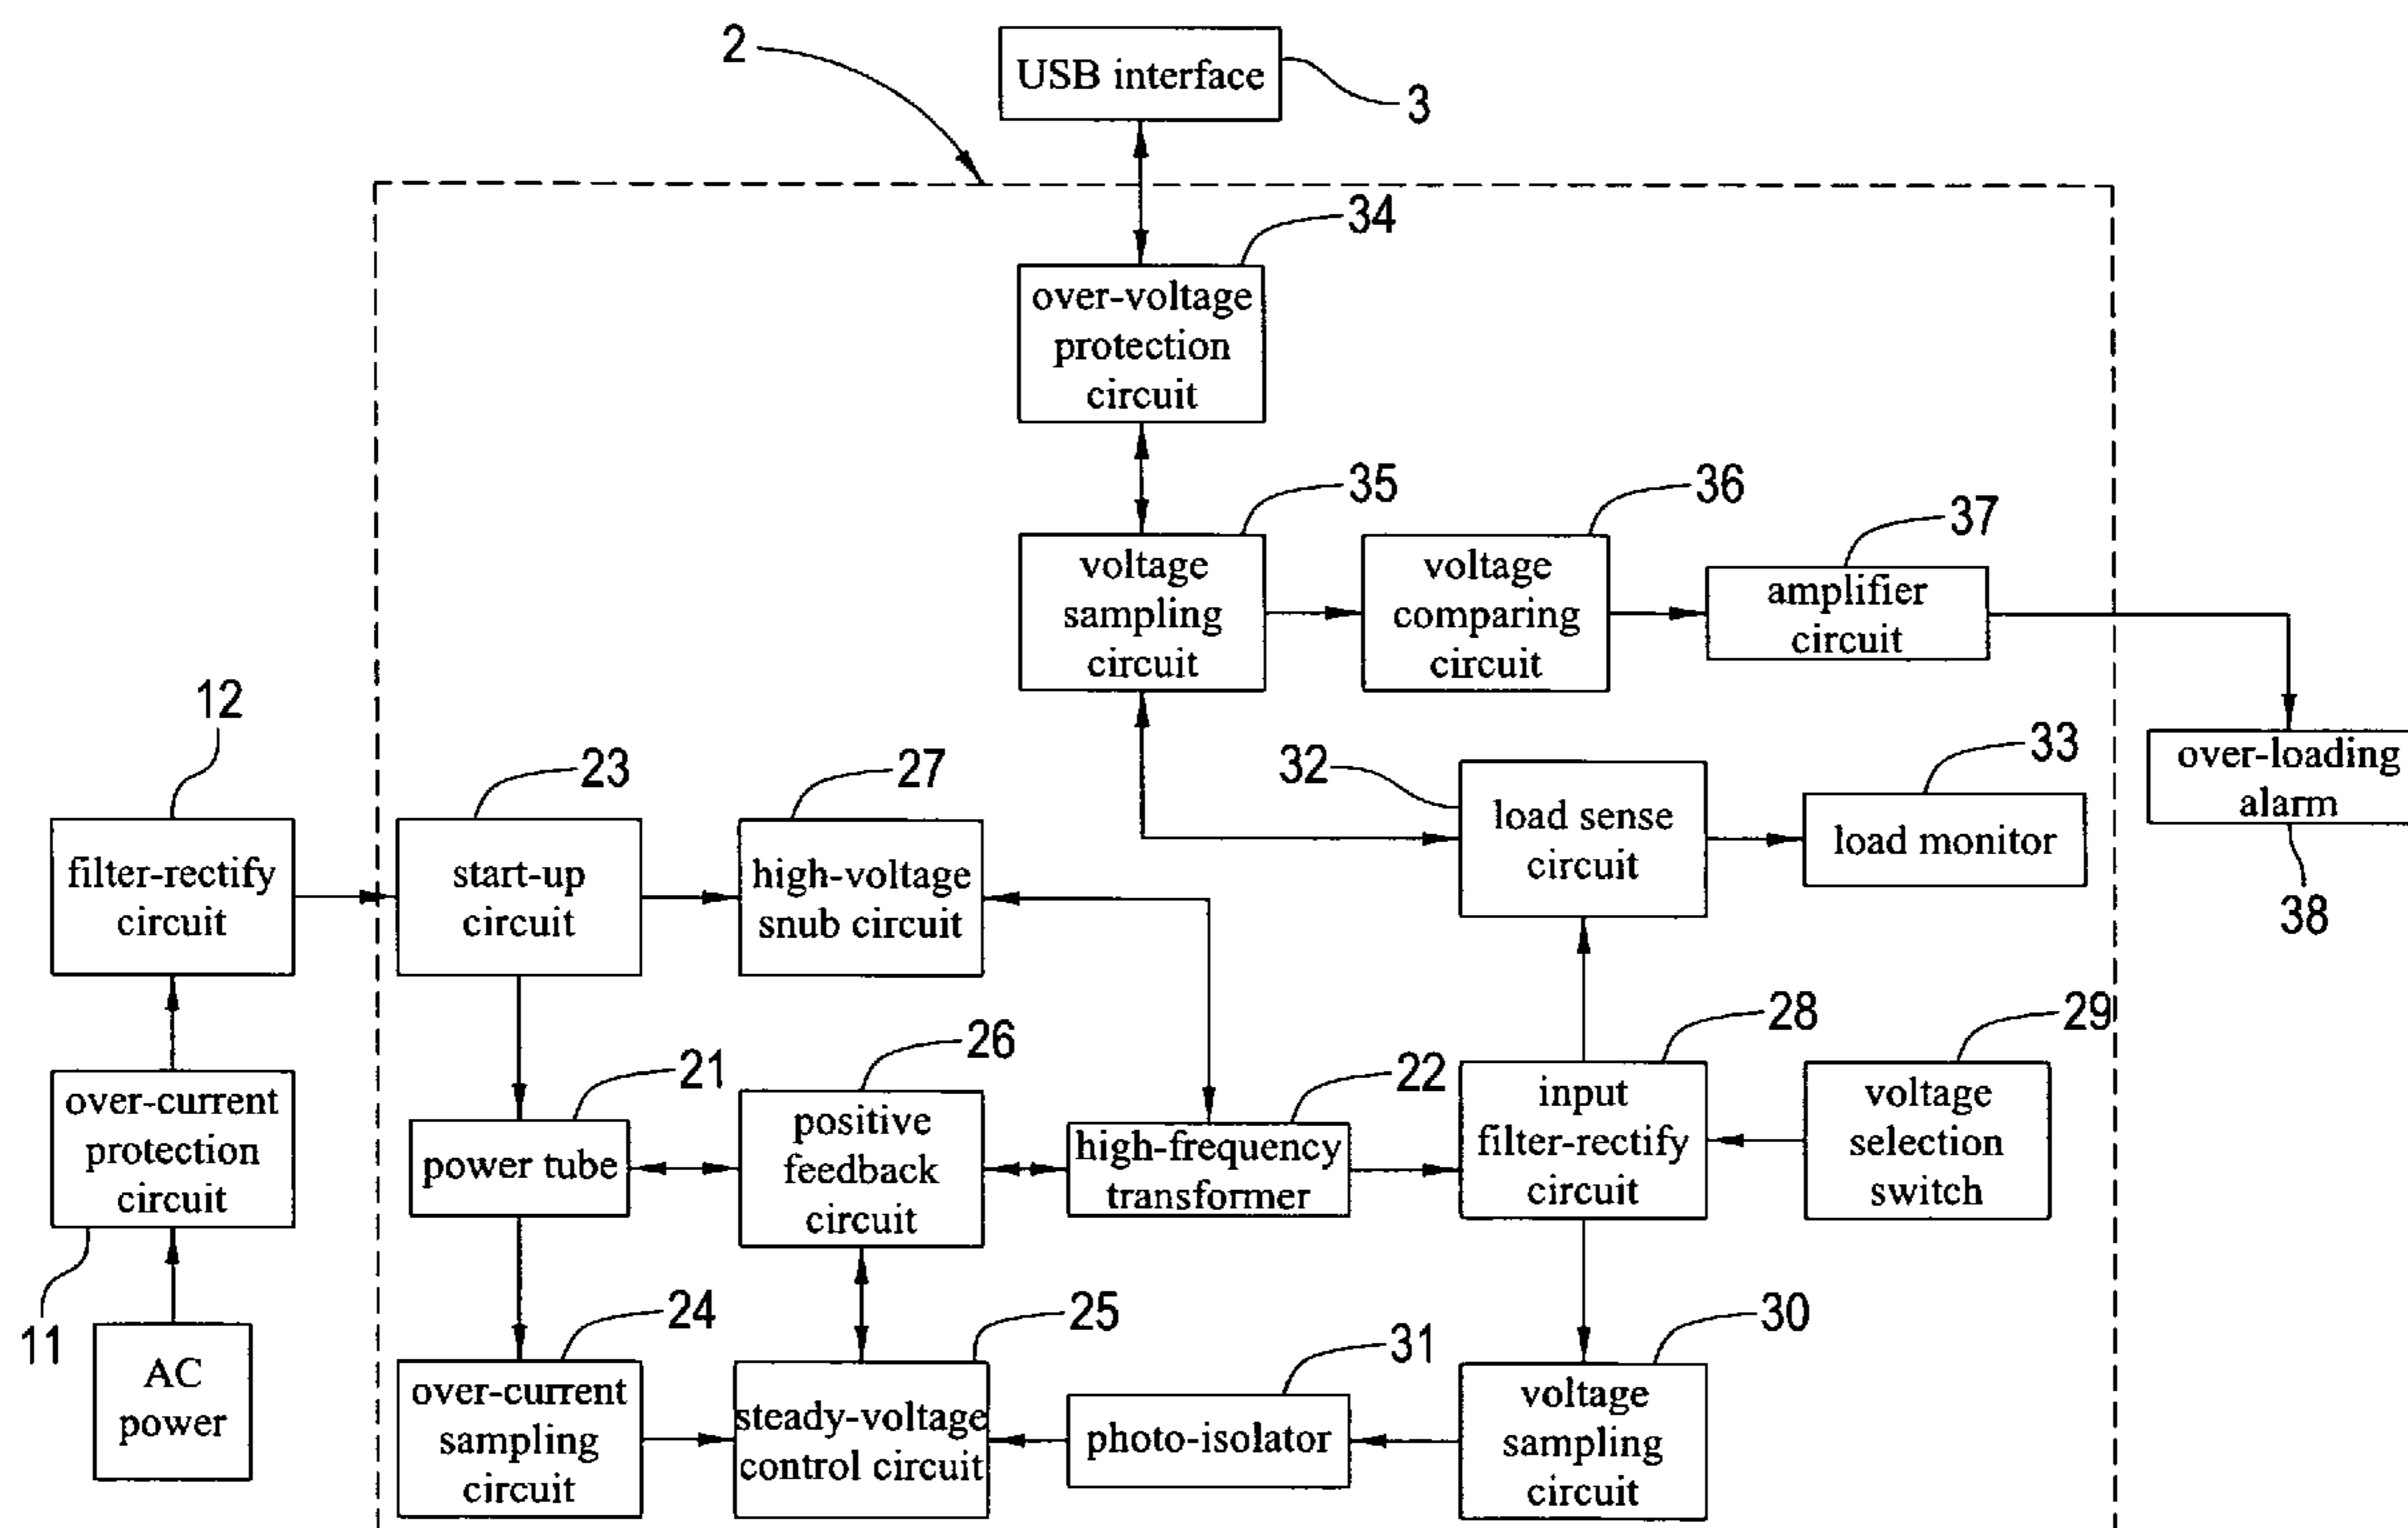 2
USB interface
3
34
over-voltage
protection
circuit
35
36
37
voltage
sampling
circuit
voltage
comparing
circuit
amplifier
circuit
12
23
27
32
33
over-loading
alarm
38
filter-rectify
circuit
start-up
circuit
high-voltage
snub circuit
load sense
circuit
load monitor
26
28
29
21
22
over-current
protection
circuit
11
power tube
positive
feedback
circuit
high-frequency
transformer
input
filter-rectify
circuit
voltage
selection
switch
24
25
31
30
AC
power
over-current
sampling
circuit
steady-voltage
control circuit
photo-isolator
voltage
sampling
circuit